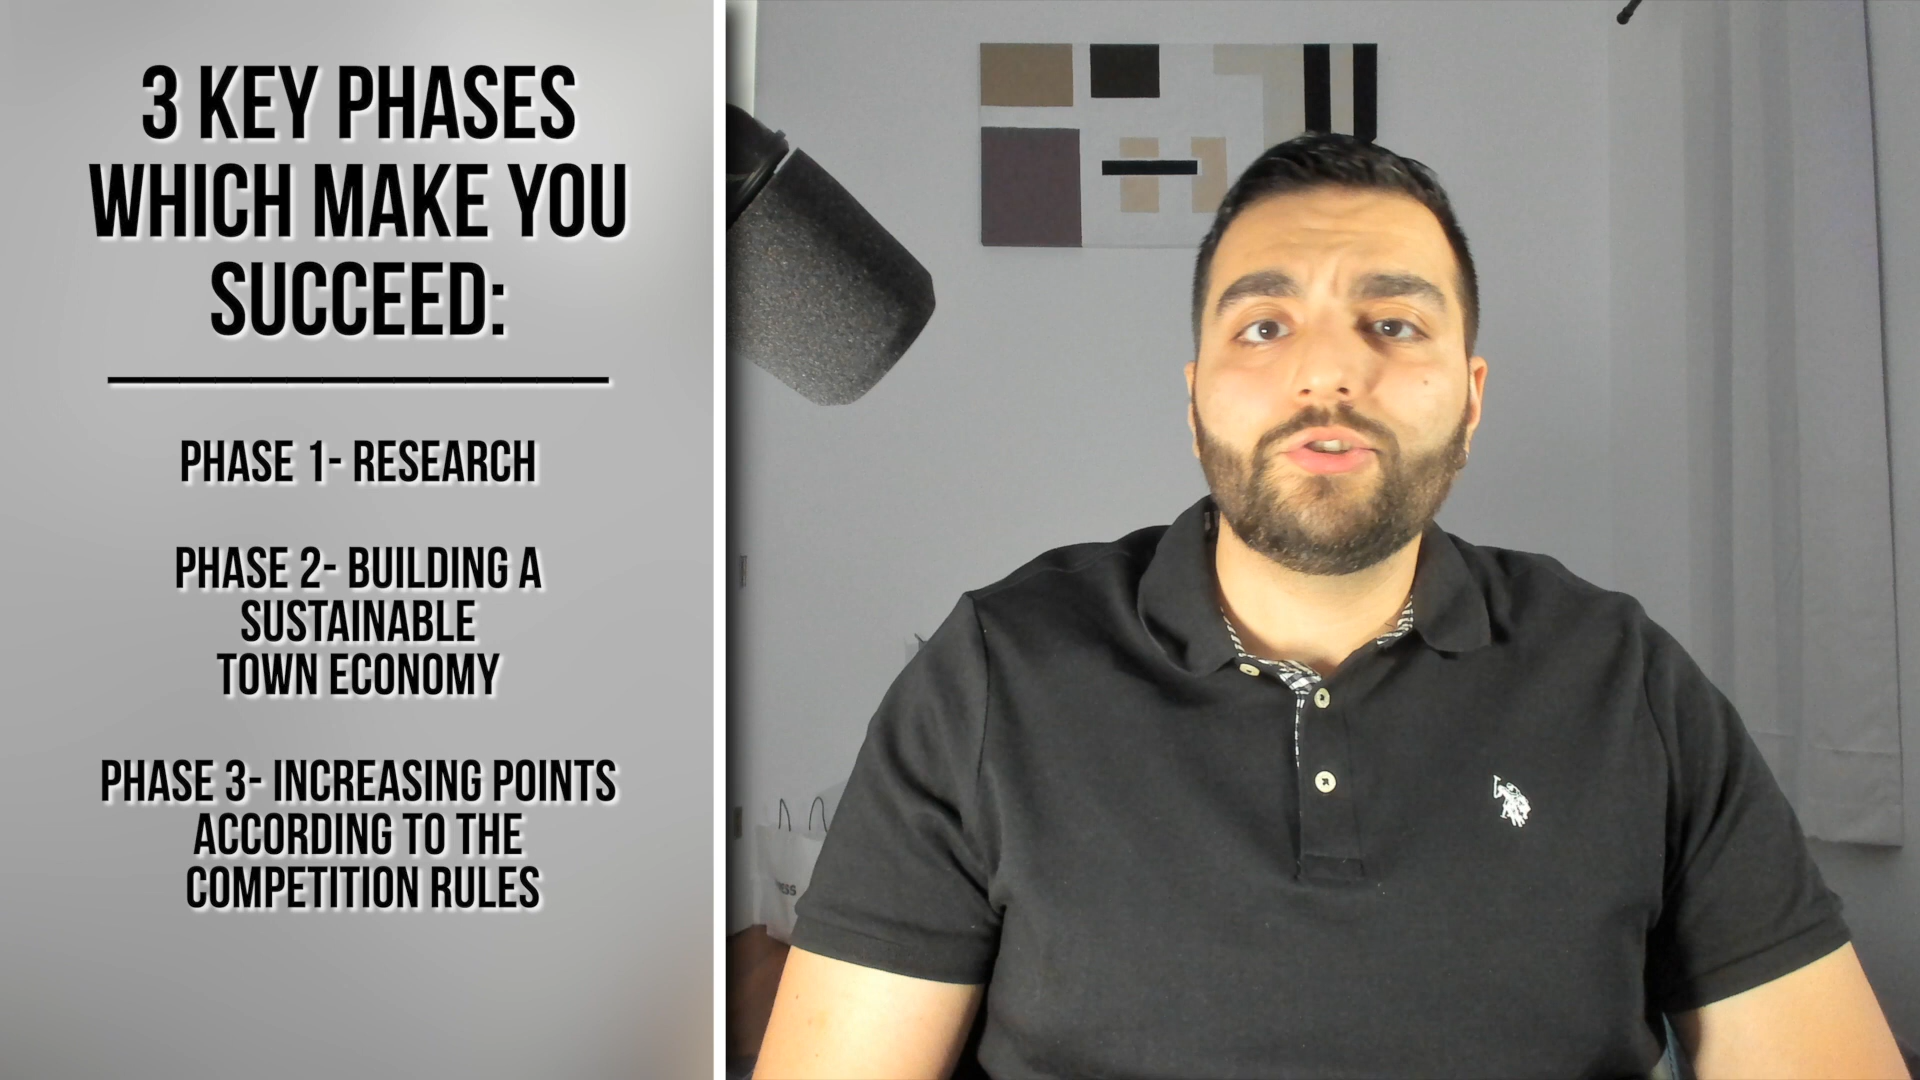 3 KEY PHASES
WHICH MAKE YOU
SUCCEED:
PHASE 1- RESEARCH
PHASE 2- BUILDING A
SUSTAINABLE
TOWN ECONOMY
PHASE 3- INCREASING POINTS
ACCORDING TO THE
COMPETITION RULES